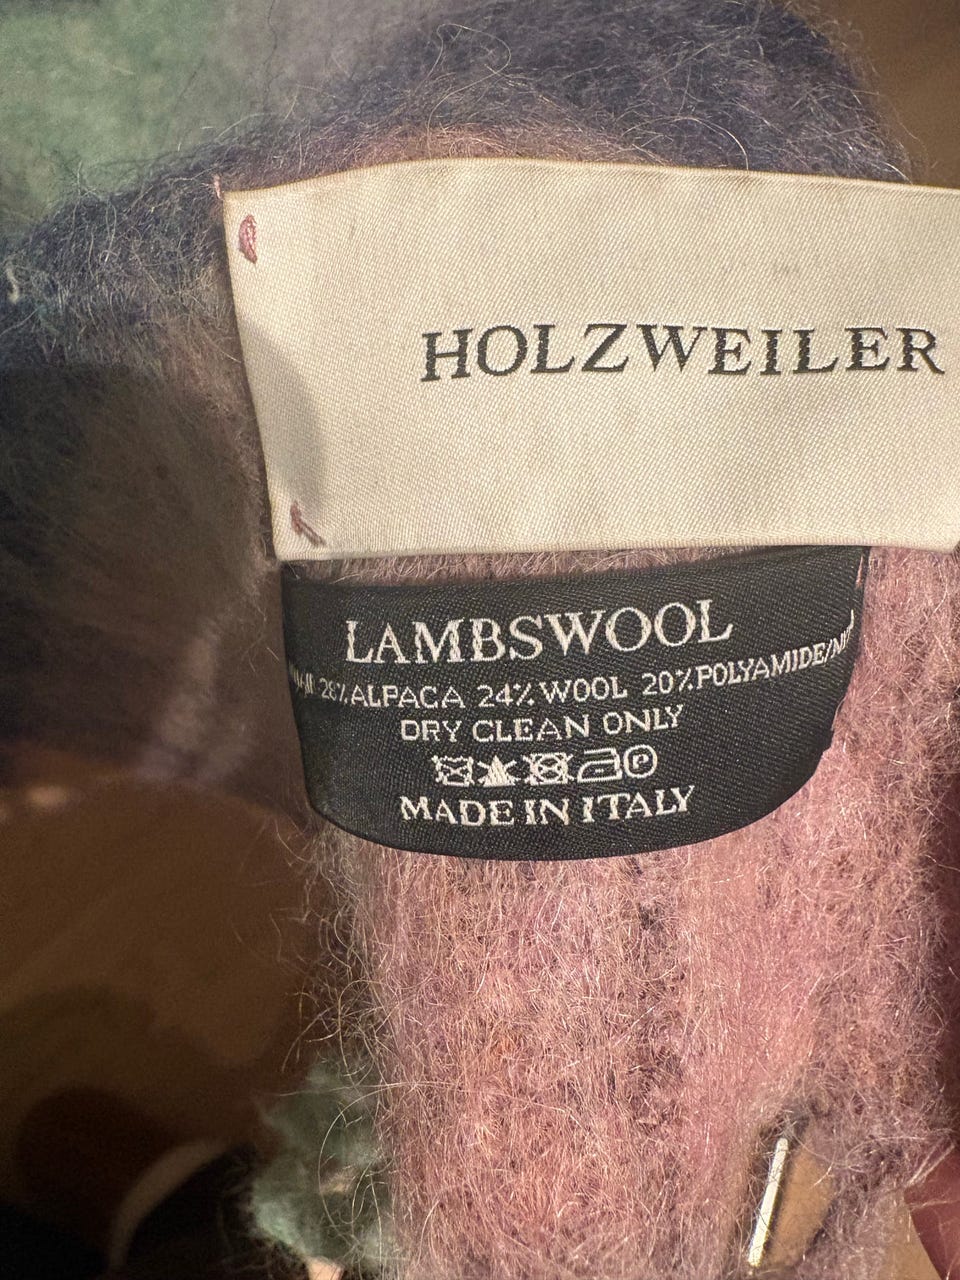 HOLZWEILER
LAMBSWOOL
28% ALPACA 24% WOOL 20% POLYAMIDE/
DRY CLEAN ONLY
P
MADE IN ITALY